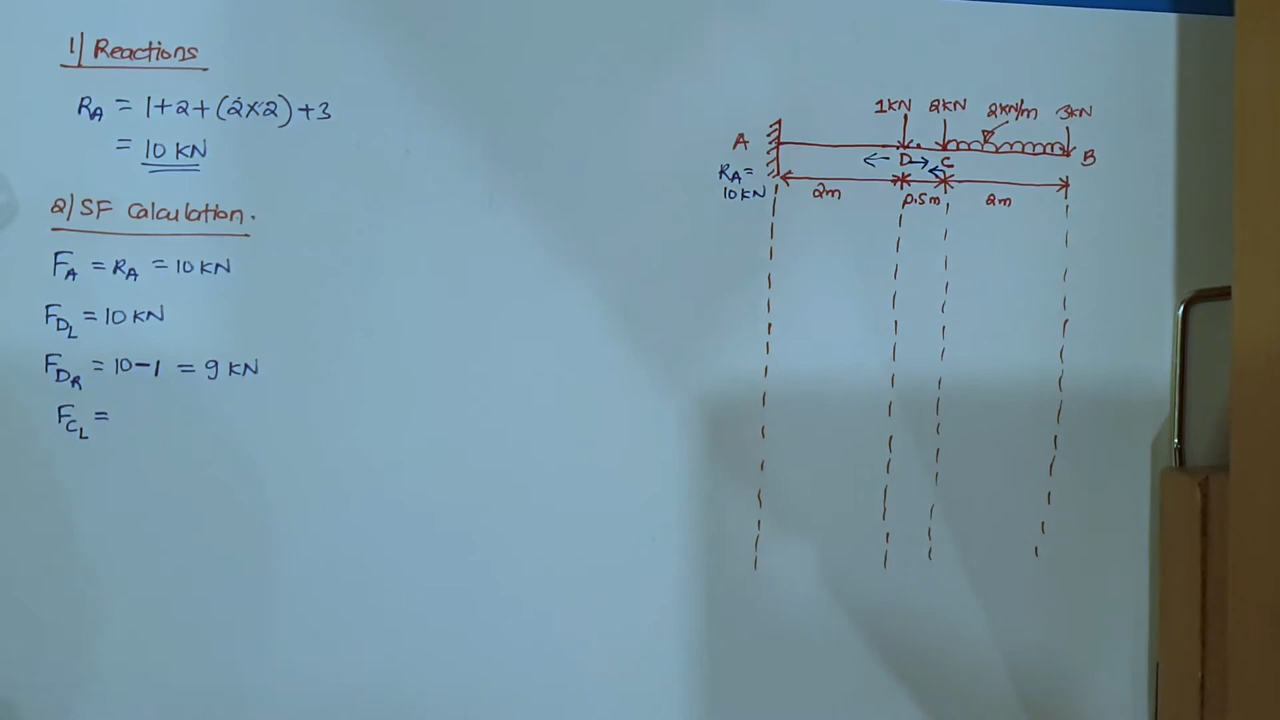 1) Reactions
RA = 1+2+(2×2)+3
= 10 KN
2) SF Calculation.
FA = RA = 10 KN
FDL = 10 KN
FDR = 10-1 = 9 KN
FCL =
1KN 2KN 2KN/m 3KN
A
B
D C
RA=
10KN
2m 0.5m 2m